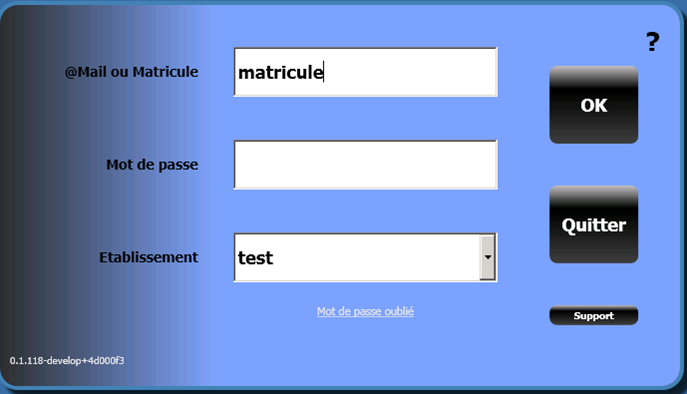 ?
@Mail ou Matricule
matricule
OK
Mot de passe
Quitter
Etablissement
test
Mot de passe oublié
Support
0.1.118-develop+4d000f3